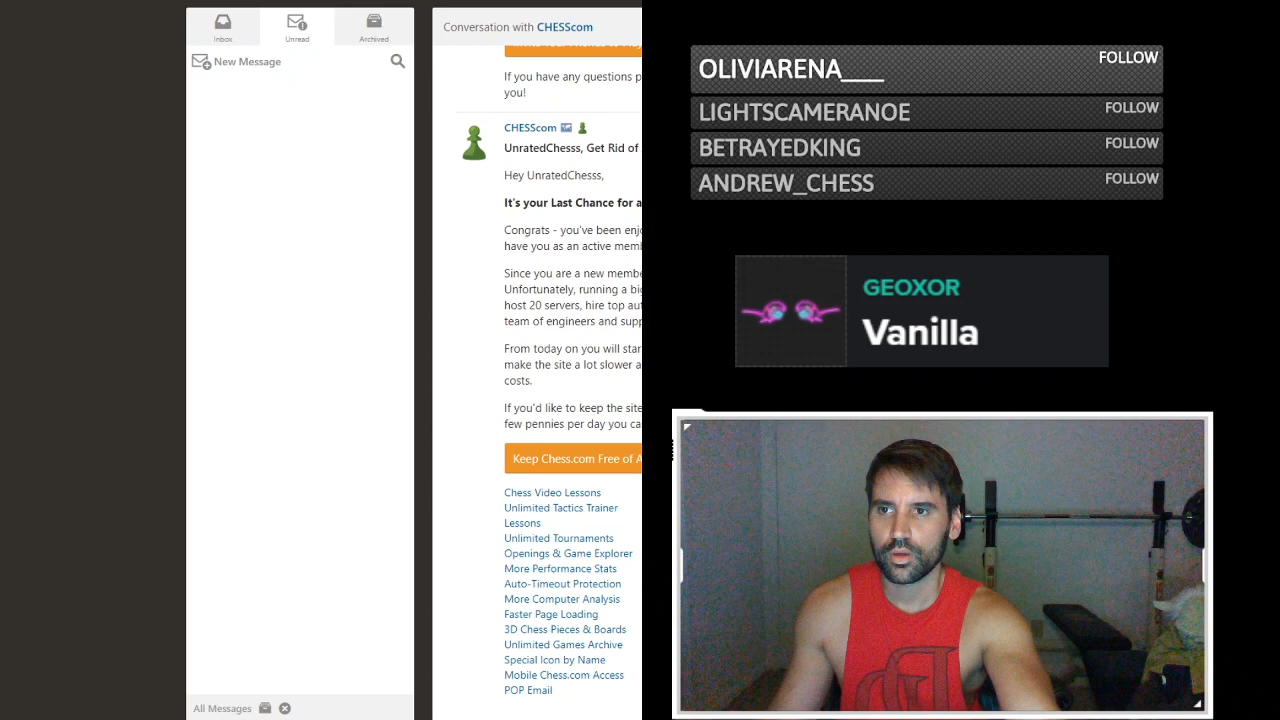 Inbox
Unread
Archived
New Message
All Messages
Conversation with CHESScom
If you have any questions p
you!
CHESScom
UnratedChesss, Get Rid of
Hey UnratedChesss,
It's your Last Chance for a
Congrats - you've been enj
have you as an active mem
Since you are a new membe
Unfortunately, running a bi
host 20 servers, hire top au
team of engineers and supp
From today on you will star
make the site a lot slower a
costs.
If you'd like to keep the site
few pennies per day you ca
Keep Chess.com Free of A
Chess Video Lessons
Unlimited Tactics Trainer
Lessons
Unlimited Tournaments
Openings & Game Explorer
More Performance Stats
Auto-Timeout Protection
More Computer Analysis
Faster Page Loading
3D Chess Pieces & Boards
Unlimited Games Archive
Special Icon by Name
Mobile Chess.com Access
POP Email
OLIVIARENA___ FOLLOW
LIGHTSCAMERANOE FOLLOW
BETRAYEDKING FOLLOW
ANDREW_CHESS FOLLOW
GEOXOR
Vanilla